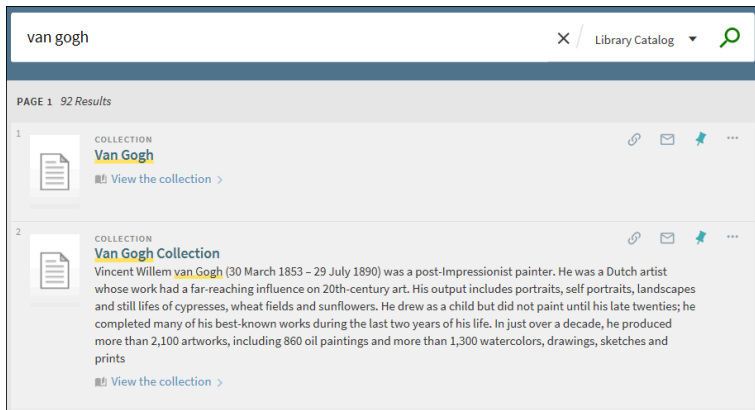 van gogh
Library Catalog
PAGE 1 92 Results
1
COLLECTION
Van Gogh
View the collection
2
COLLECTION
Van Gogh Collection
Vincent Willem van Gogh (30 March 1853 – 29 July 1890) was a post-Impressionist painter. He was a Dutch artist
whose work had a far-reaching influence on 20th-century art. His output includes portraits, self portraits, landscapes
and still lifes of cypresses, wheat fields and sunflowers. He drew as a child but did not paint until his late twenties; he
completed many of his best-known works during the last two years of his life. In just over a decade, he produced
more than 2,100 artworks, including 860 oil paintings and more than 1,300 watercolors, drawings, sketches and
prints
View the collection